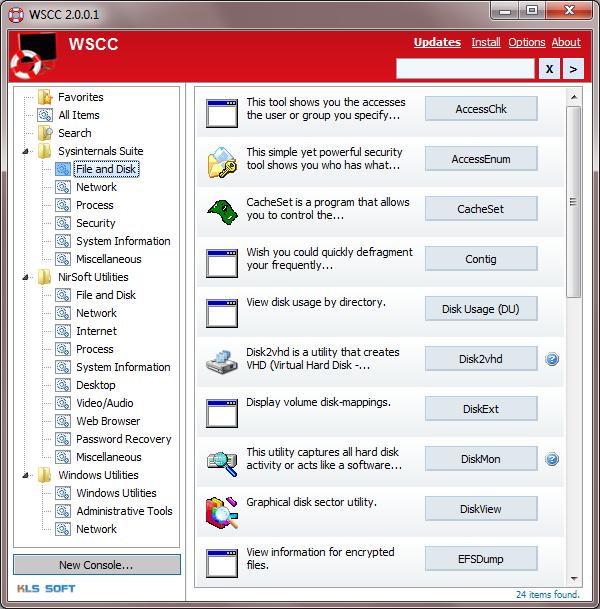 WSCC 2.0.0.1
WSCC
Updates Install Options About
X >
Favorites
All Items
Search
Sysinternals Suite
File and Disk
Network
Process
Security
System Information
Miscellaneous
NirSoft Utilities
File and Disk
Network
Internet
Process
System Information
Desktop
Video/Audio
Web Browser
Password Recovery
Miscellaneous
Windows Utilities
Windows Utilities
Administrative Tools
Network
New Console...
KLS SOFT
This tool shows you the accesses
the user or group you specify...
AccessChk
This simple yet powerful security
tool shows you who has what...
AccessEnum
CacheSet is a program that allows
you to control the...
CacheSet
Wish you could quickly defragment
your frequently...
Contig
View disk usage by directory.
Disk Usage (DU)
Disk2vhd is a utility that creates
VHD (Virtual Hard Disk -...
Disk2vhd
Display volume disk-mappings.
DiskExt
This utility captures all hard disk
activity or acts like a software...
DiskMon
Graphical disk sector utility.
DiskView
View information for encrypted
files.
EFSDump
24 items found.